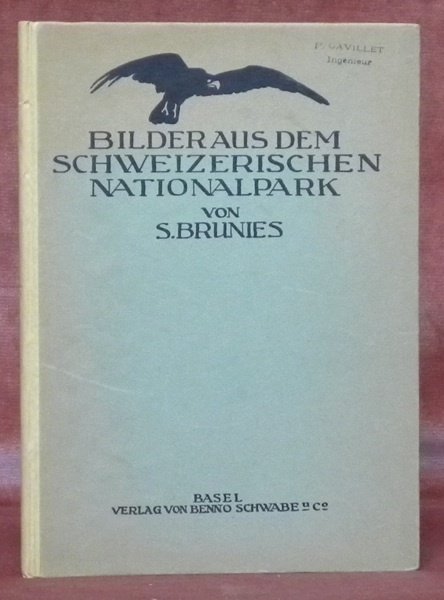 P. GAVILLET
Ingenieur
BILDER AUS DEM
SCHWEIZERISCHEN
NATIONALPARK
VON
S. BRUNIES
BASEL
VERLAG VON BENNO SCHWABE U Co